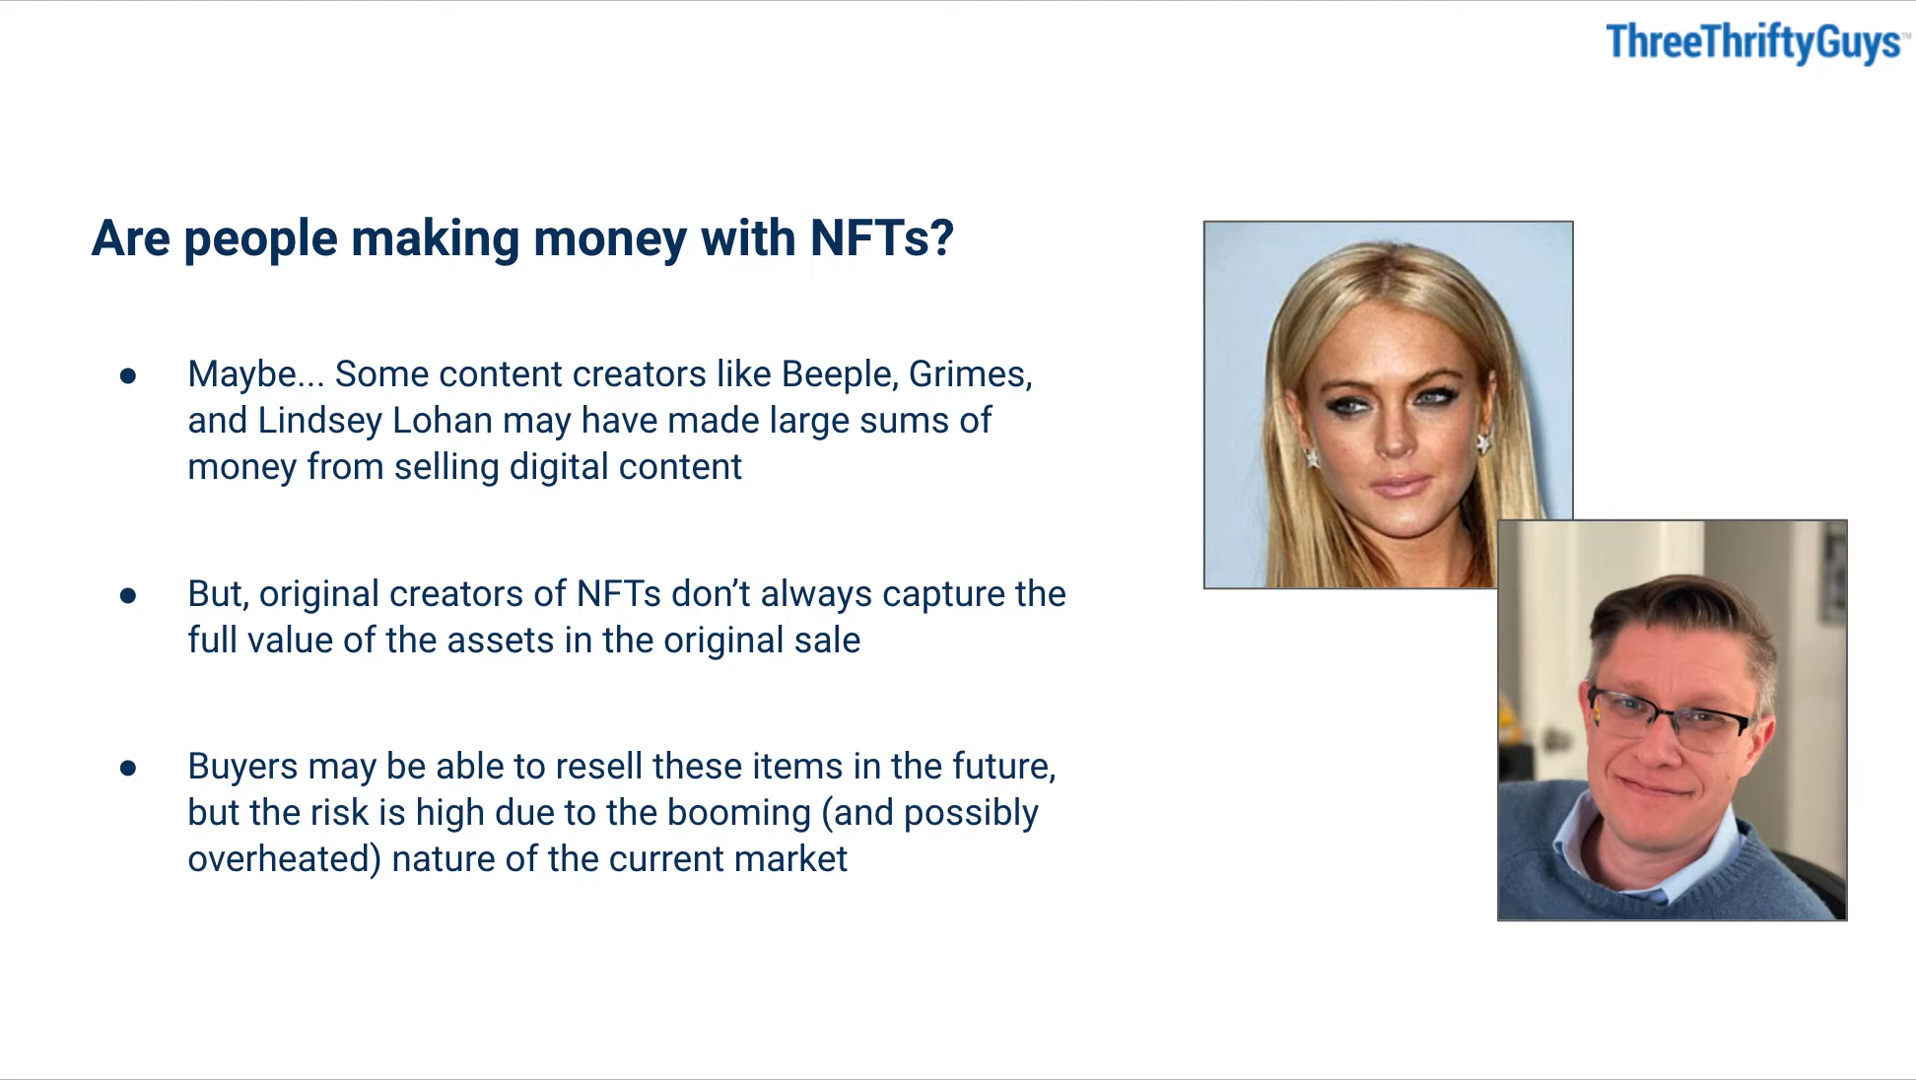 ThreeThriftyGuys™
Are people making money with NFTs?
● Maybe... Some content creators like Beeple, Grimes,
and Lindsey Lohan may have made large sums of
money from selling digital content
● But, original creators of NFTs don’t always capture the
full value of the assets in the original sale
● Buyers may be able to resell these items in the future,
but the risk is high due to the booming (and possibly
overheated) nature of the current market